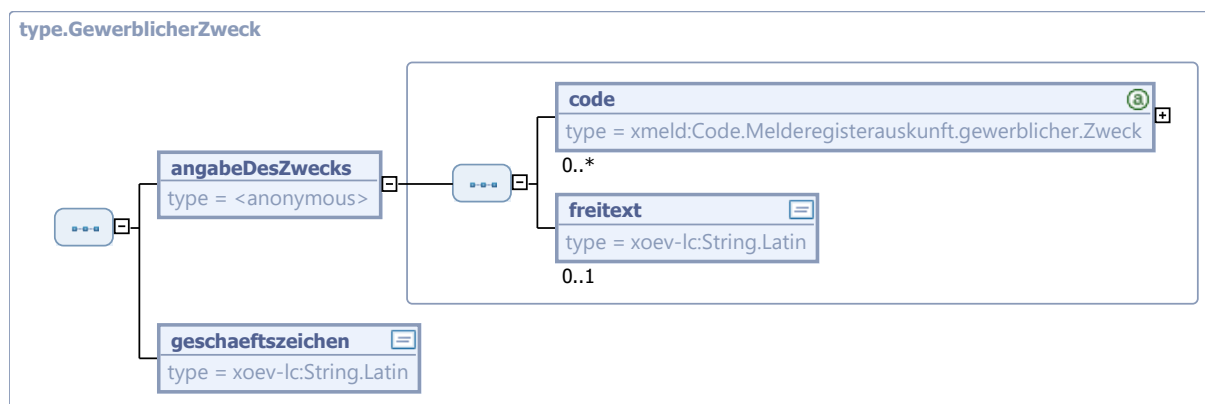 type.GewerblicherZweck
code
a
type = xmeld:Code.Melderegisterauskunft.gewerblicher.Zweck
0..*
angabeDesZwecks
type = <anonymous>
freitext
type = xoev-lc:String.Latin
0..1
geschaeftszeichen
type = xoev-lc:String.Latin